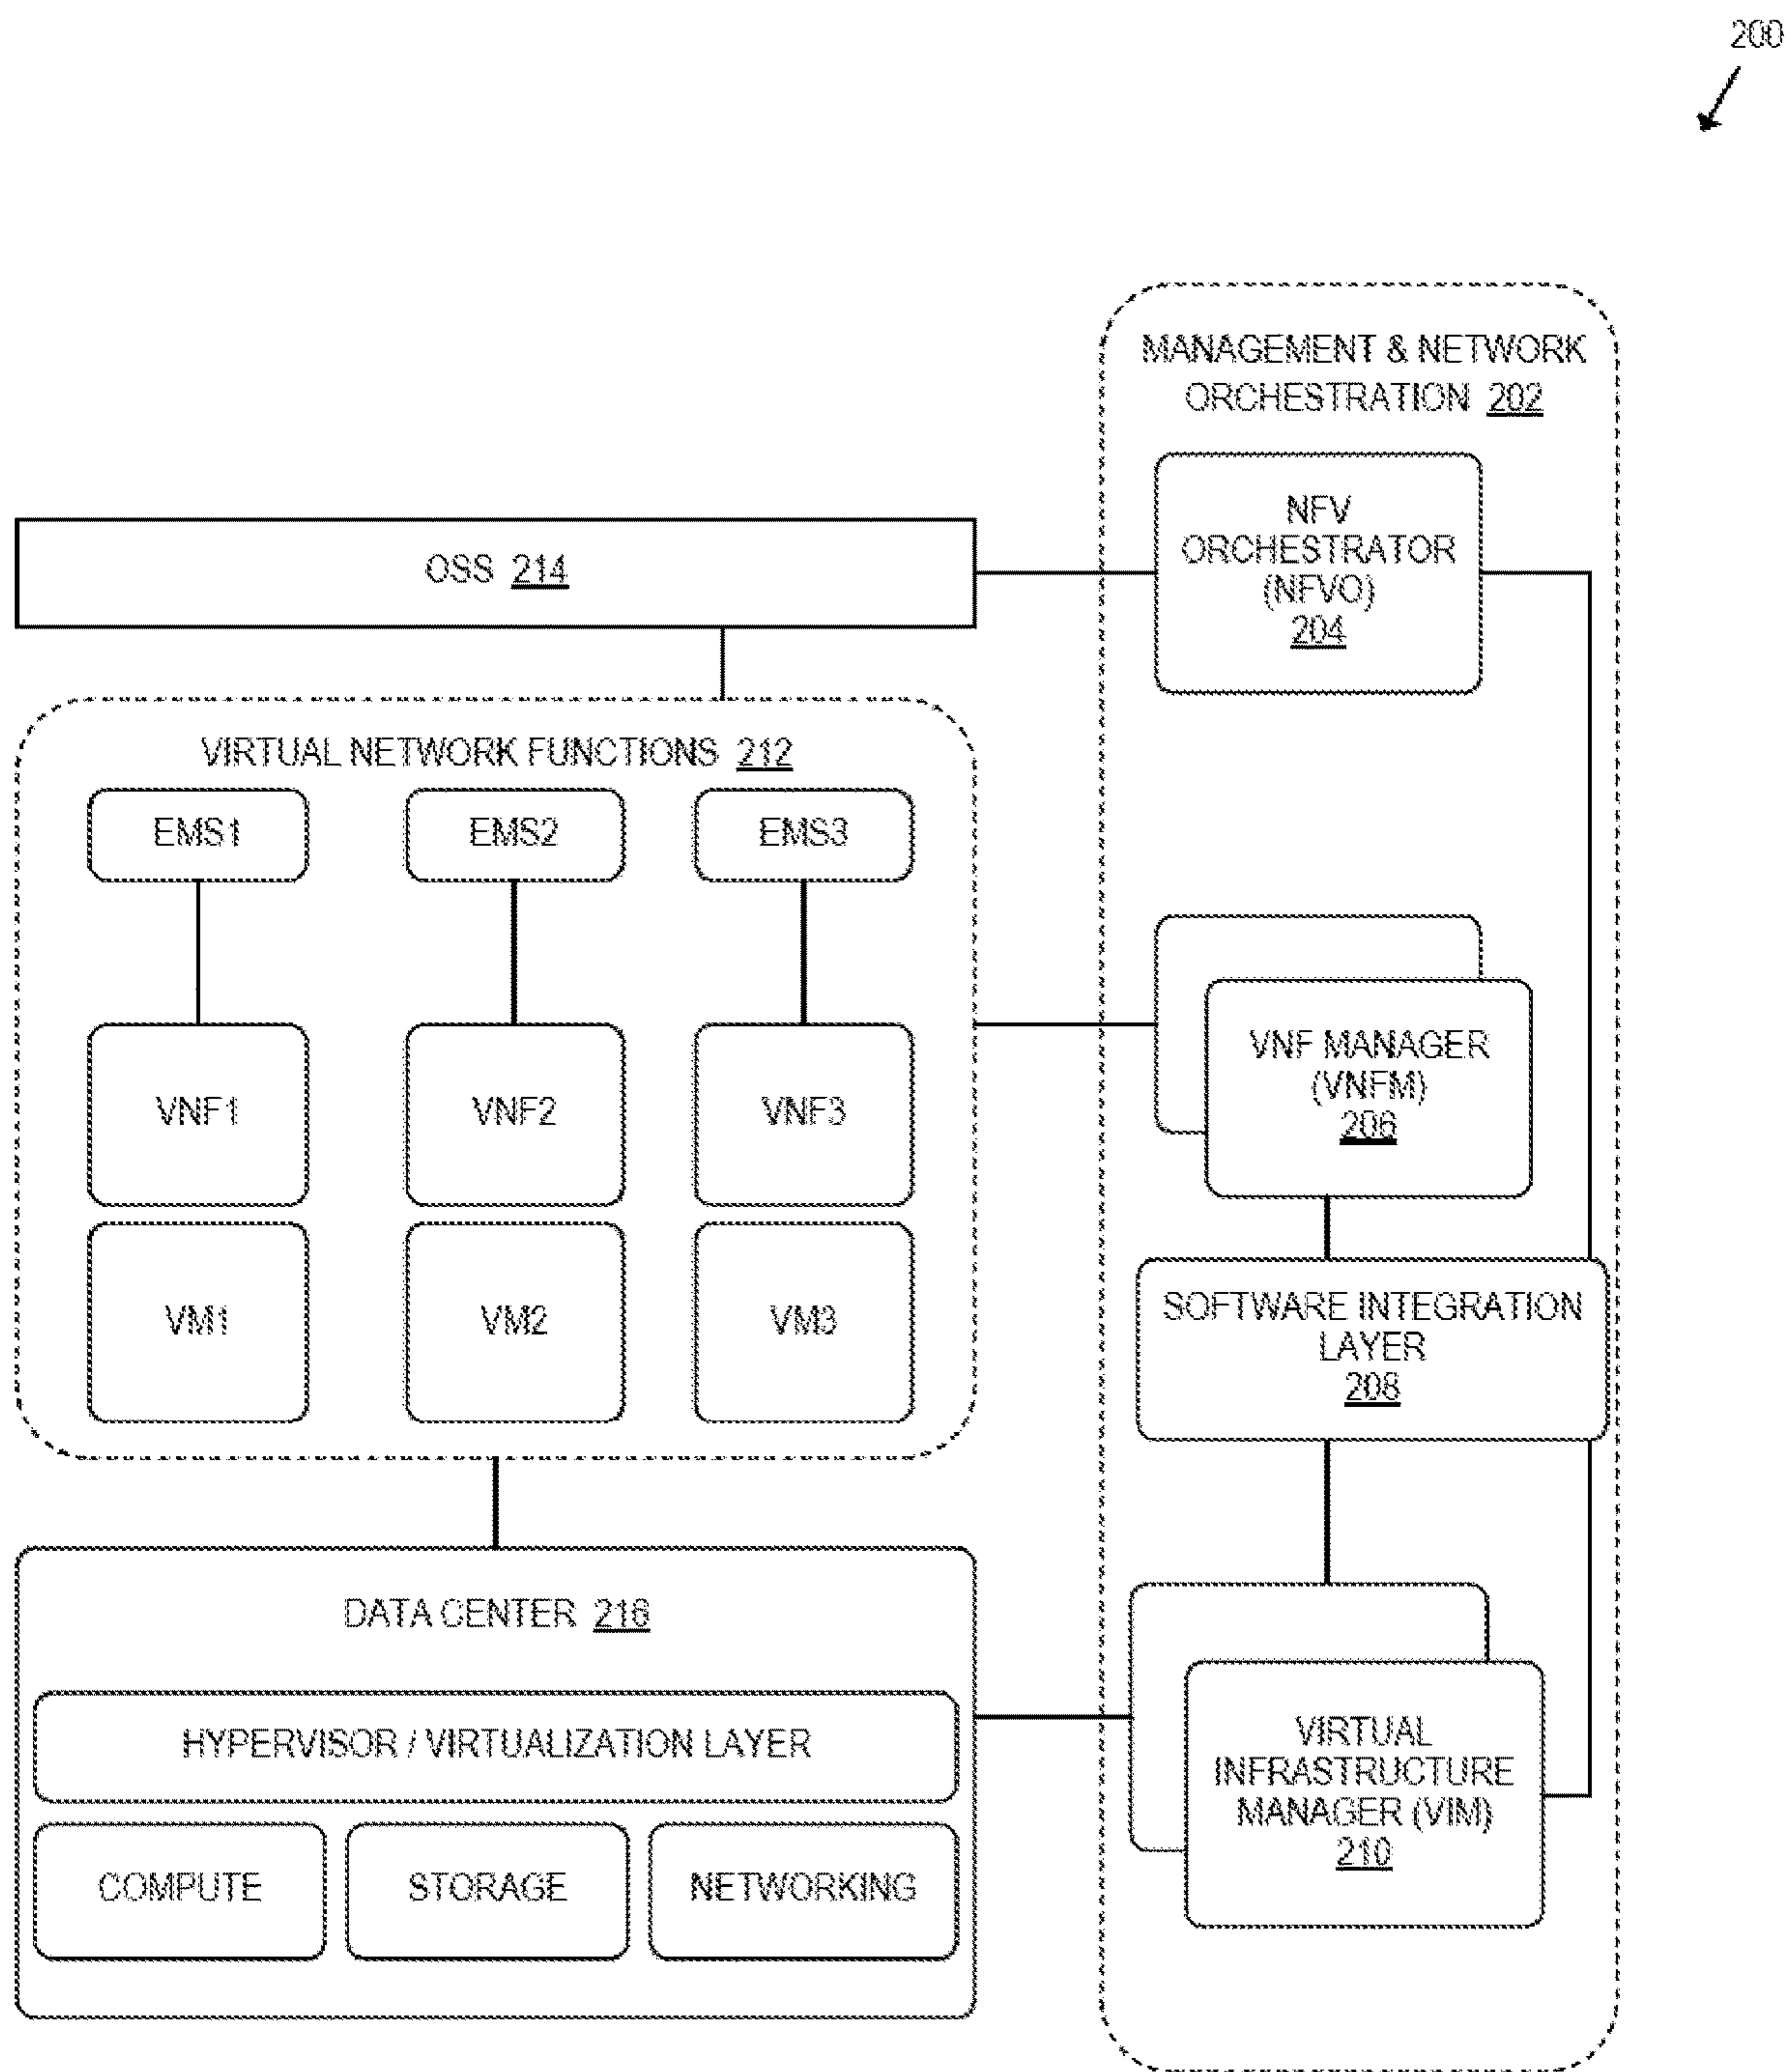 200
MANAGEMENT & NETWORK
ORCHESTRATION 202
NFV
ORCHESTRATOR
(NFVO)
204
OSS 214
VIRTUAL NETWORK FUNCTIONS 212
EMS1
EMS2
EMS3
VNF1
VNF2
VNF3
VNF MANAGER
(VNFM)
206
VM1
VM2
VM3
SOFTWARE INTEGRATION
LAYER
208
DATA CENTER 216
HYPERVISOR / VIRTUALIZATION LAYER
COMPUTE
STORAGE
NETWORKING
VIRTUAL
INFRASTRUCTURE
MANAGER (VIM)
210